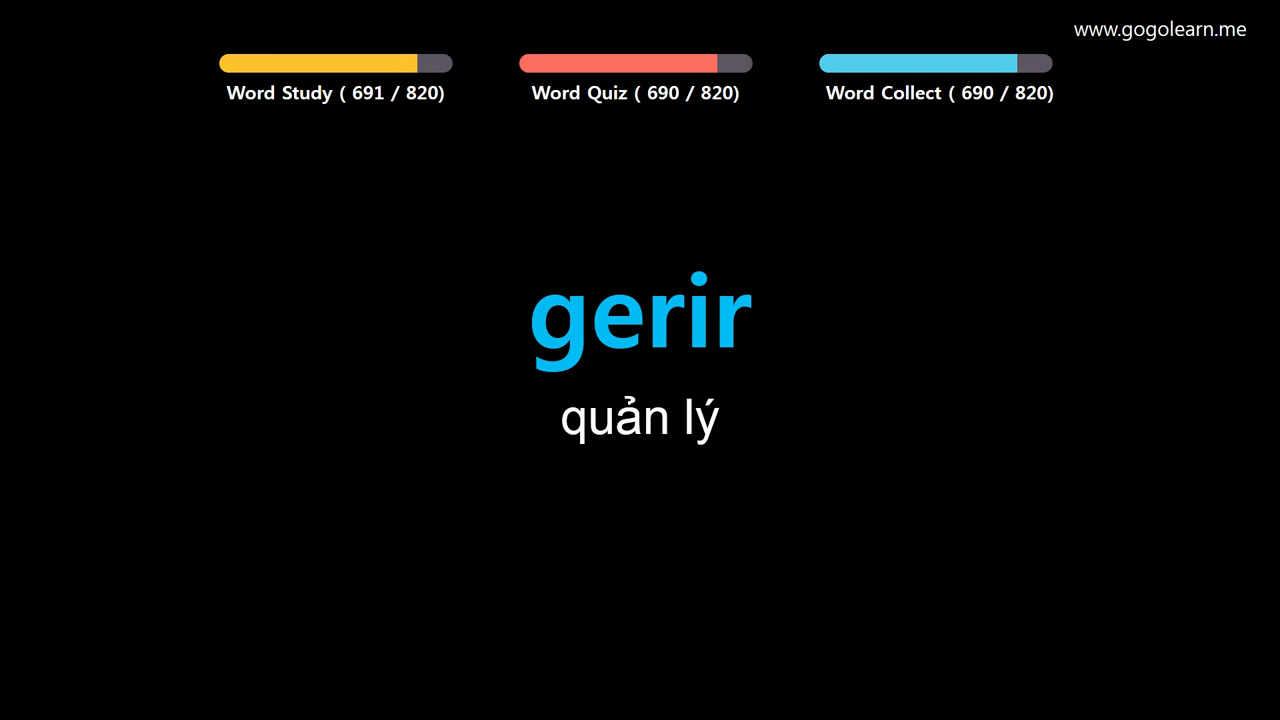 www.gogolearn.me
Word Study ( 691 / 820)
Word Quiz ( 690 / 820)
Word Collect ( 690 / 820)
gerir
quản lý